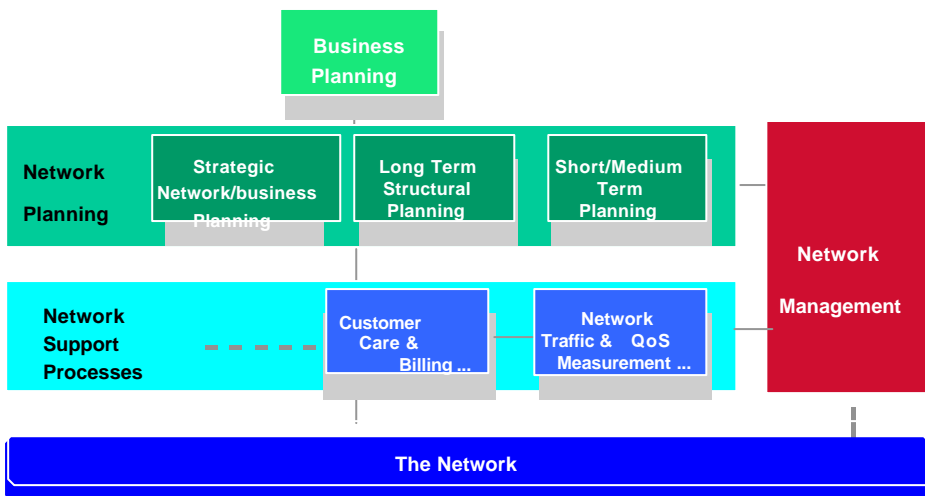 Business
Planning
Network
Planning
Strategic
Network/business
Planning
Long Term
Structural
Planning
Short/Medium
Term
Planning
Network
Management
Network
Support
Processes
Customer
Care &
Billing ...
Network
Traffic & QoS
Measurement ...
The Network